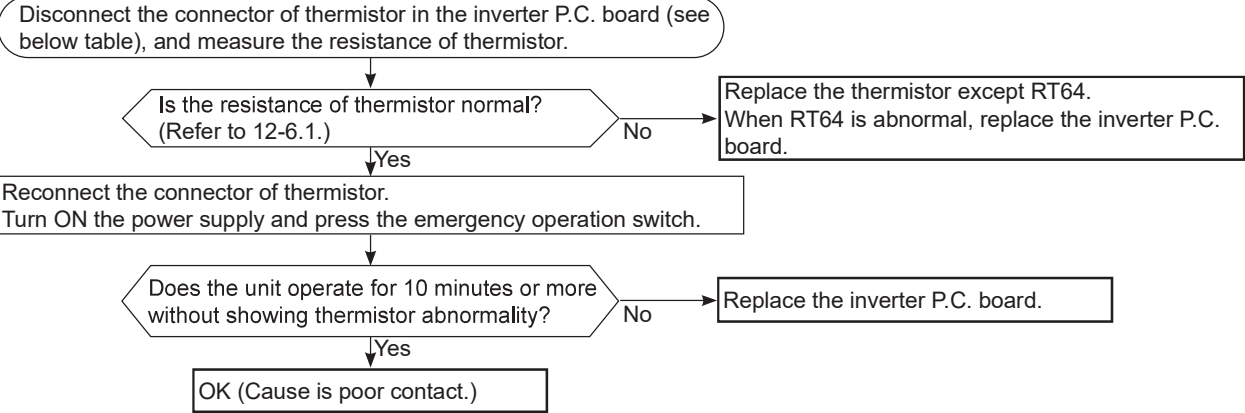 Disconnect the connector of thermistor in the inverter P.C. board (see
below table), and measure the resistance of thermistor.
Is the resistance of thermistor normal?
(Refer to 12-6.1.)
No
Replace the thermistor except RT64.
When RT64 is abnormal, replace the inverter P.C.
board.
Yes
Reconnect the connector of thermistor.
Turn ON the power supply and press the emergency operation switch.
Does the unit operate for 10 minutes or more
without showing thermistor abnormality?
No
Replace the inverter P.C. board.
Yes
OK (Cause is poor contact.)